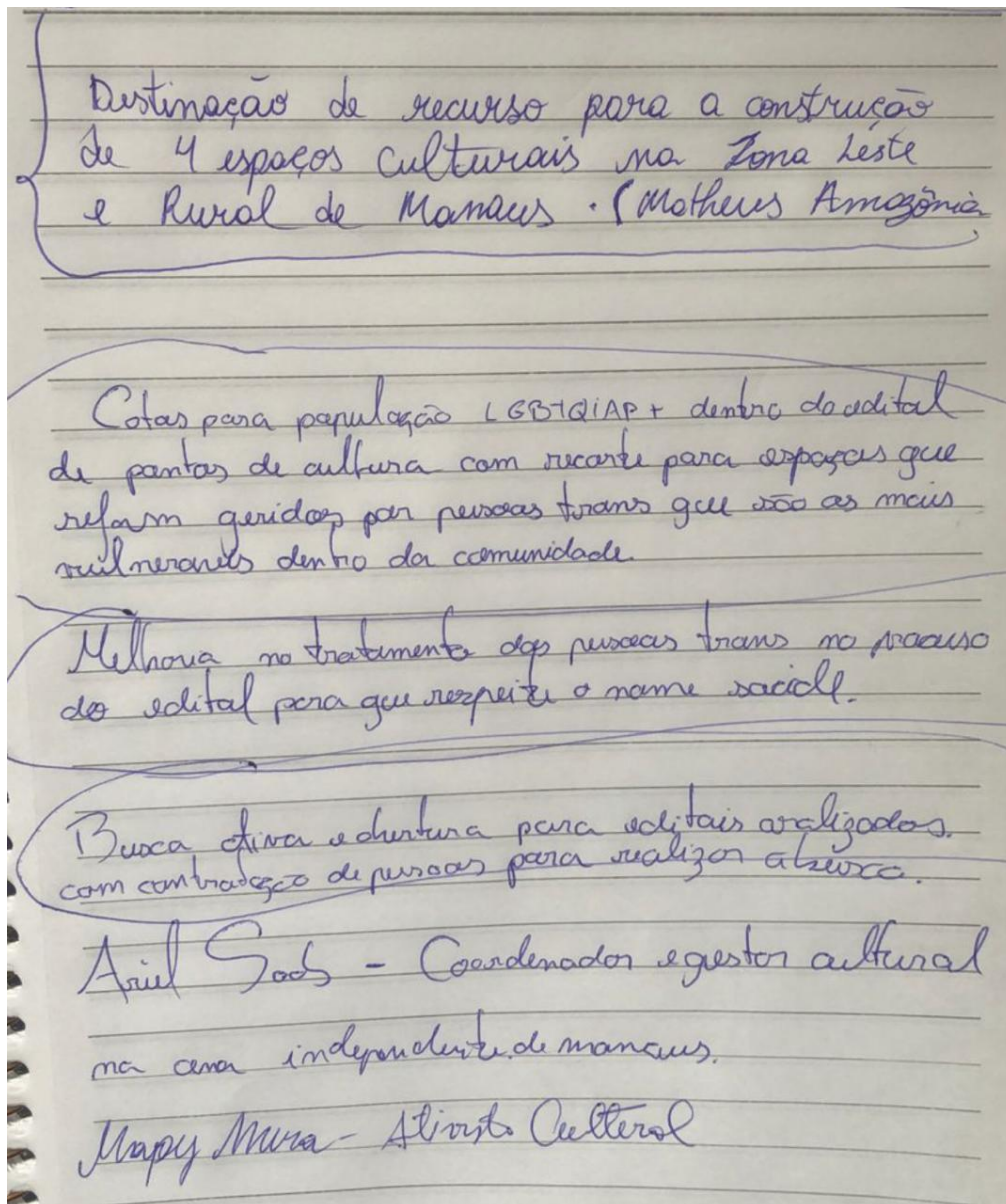 Destinação de recurso para a construção
de 4 espaços culturais na Zona Leste
e Rural de Manaus. (Matheus Amazônia
Cotas para população LGBTQIAP+ dentro do edital
de pontos de cultura com recorte para espaços que
sejam geridos por pessoas trans que são as mais
vulneraveis dentro da comunidade.
Melhoria no tratamento das pessoas trans no processo
do edital para que respeite o nome social.
Busca ativa e abertura para editais oralizados.
com contratação de pessoas para realizar a busca.
Ariel - Coordenador e gestor cultural
na cena independente de manaus.
Mapy Mura - Ativista Cultural